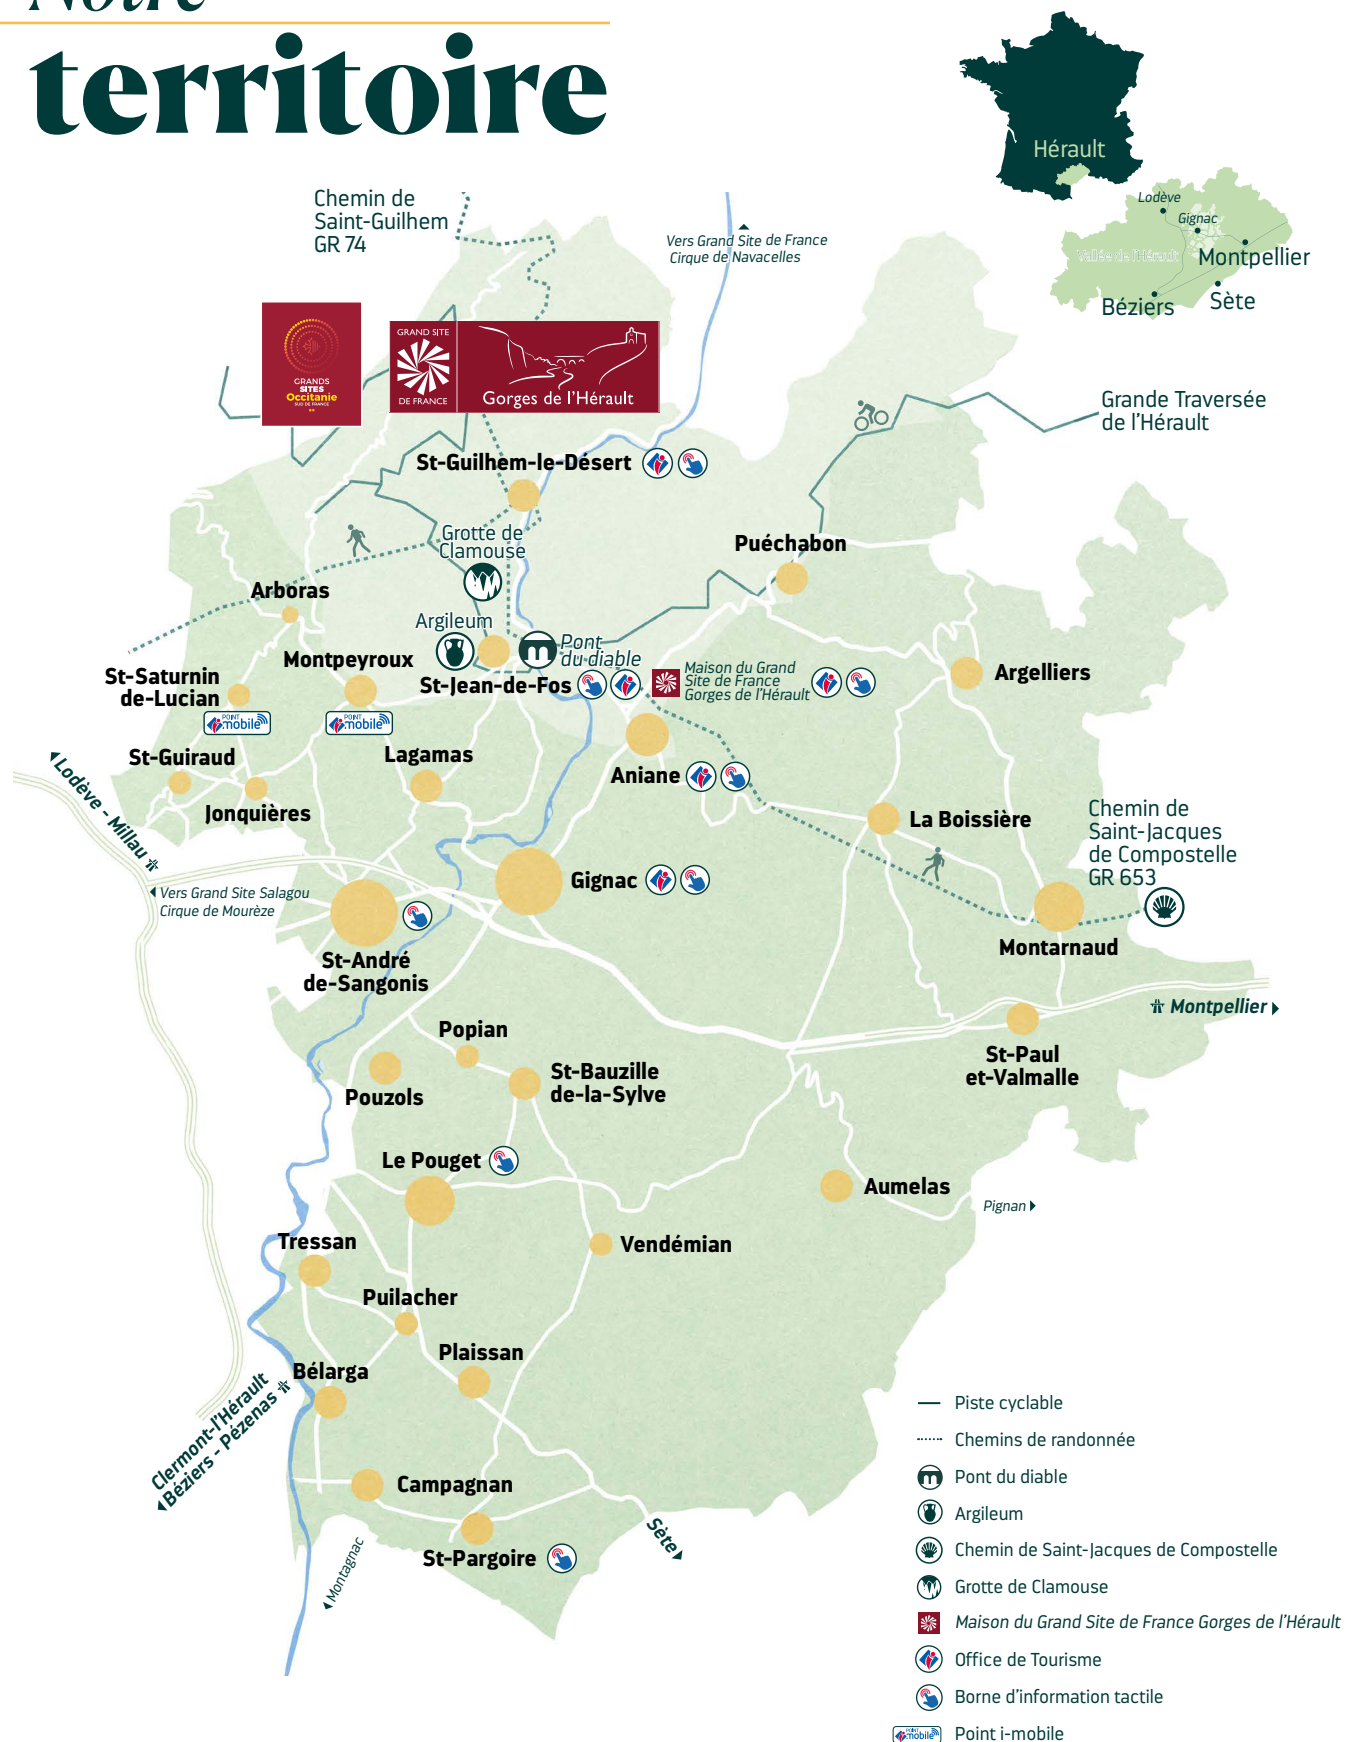 Notre
territoire
Hérault
Lodève
Gignac
Vallée de l'Hérault
Montpellier
Béziers
Sète
Chemin de
Saint-Guilhem
GR 74
Vers Grand Site de France
Cirque de Navacelles
GRANDS
SITES
Occitanie
SUD DE FRANCE
GRAND SITE
DE FRANCE
Gorges de l'Hérault
Grande Traversée
de l'Hérault
St-Guilhem-le-Désert
Grotte de
Clamouse
Puéchabon
Arboras
Argileum
Pont
du diable
Montpeyroux
St-Jean-de-Fos
Maison du Grand
Site de France
Gorges de l'Hérault
Argelliers
St-Saturnin
de-Lucian
POINT
mobile
POINT
mobile
St-Guiraud
Lagamas
Aniane
Jonquières
Lodève - Millau
La Boissière
Chemin de
Saint-Jacques
de Compostelle
GR 653
Vers Grand Site Salagou
Cirque de Mourèze
Gignac
St-André
de-Sangonis
Montarnaud
Montpellier
Popian
St-Bauzille
de-la-Sylve
St-Paul
et-Valmalle
Pouzols
Le Pouget
Aumelas
Pignan
Tressan
Vendémian
Puilacher
Plaissan
Bélarga
Clermont-l'Hérault
Béziers - Pézenas
Campagnan
St-Pargoire
Sète
Montagnac
Piste cyclable
Chemins de randonnée
Pont du diable
Argileum
Chemin de Saint-Jacques de Compostelle
Grotte de Clamouse
Maison du Grand Site de France Gorges de l'Hérault
Office de Tourisme
Borne d'information tactile
POINT
mobile
Point i-mobile